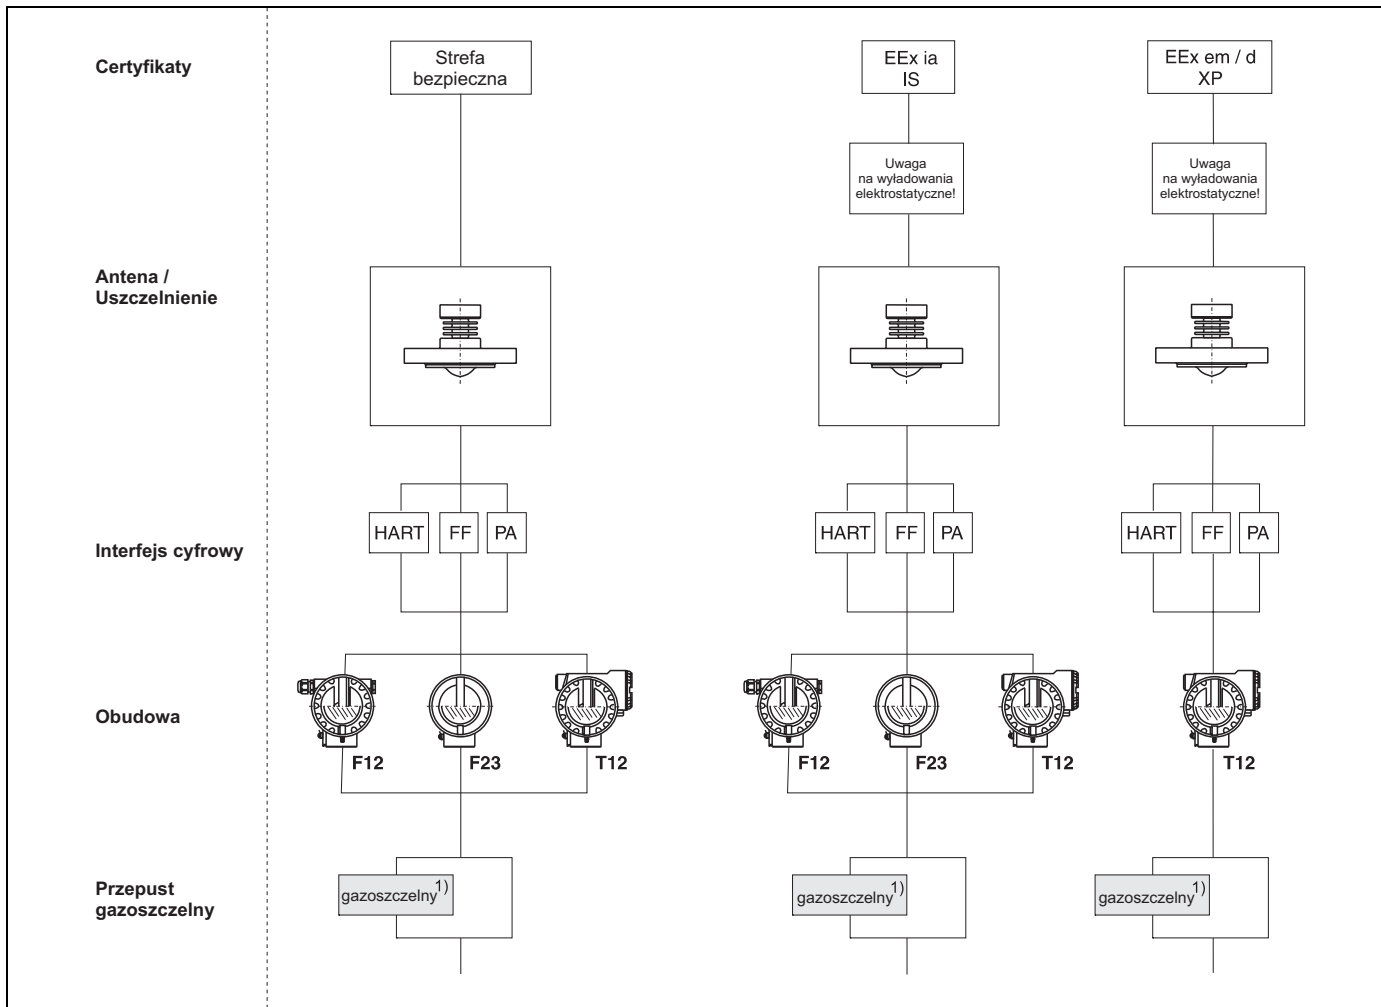 Certyfikaty
Strefa
bezpieczna
EEx ia
IS
EEx em / d
XP
Uwaga
na wyładowania
elektrostatyczne!
Uwaga
na wyładowania
elektrostatyczne!
Antena /
Uszczelnienie
Interfejs cyfrowy
HART
FF
PA
HART
FF
PA
HART
FF
PA
Obudowa
F12
F23
T12
F12
F23
T12
T12
Przepust
gazoszczelny
gazoszczelny1)
gazoszczelny1)
gazoszczelny1)